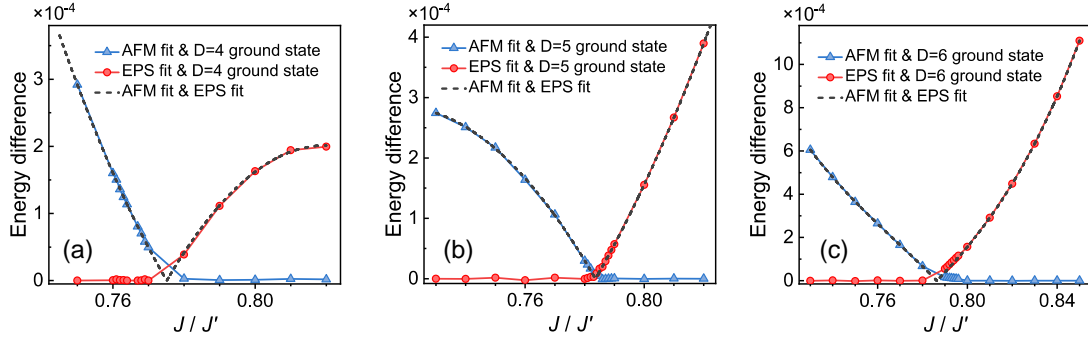 ×10⁻⁴
AFM fit & D=4 ground state
EPS fit & D=4 ground state
AFM fit & EPS fit
Energy difference
3
2
1
0
(a)
0.76
0.80
J / J′
×10⁻⁴
AFM fit & D=5 ground state
EPS fit & D=5 ground state
AFM fit & EPS fit
Energy difference
4
2
0
(b)
0.76
0.80
J / J′
×10⁻⁴
AFM fit & D=6 ground state
EPS fit & D=6 ground state
AFM fit & EPS fit
Energy difference
10
8
6
4
2
0
(c)
0.76
0.80
0.84
J / J′